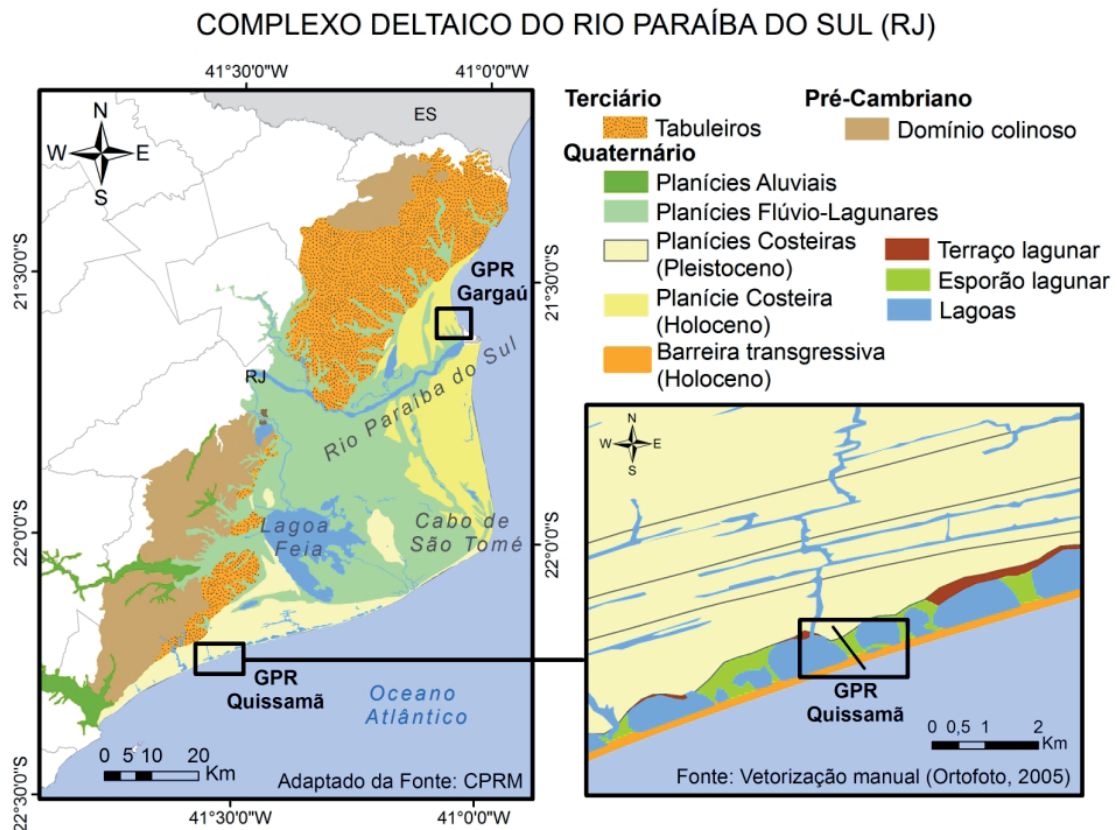 COMPLEXO DELTAICO DO RIO PARAÍBA DO SUL (RJ)
41°30'0"W
41°0'0"W
N
W
E
S
ES
21°30'0"S
22°0'0"S
22°30'0"S
21°30'0"S
22°0'0"S
GPR
Gargaú
RJ
Rio Paraíba do Sul
Lagoa
Feia
Cabo de
São Tomé
GPR
Quissamã
Oceano
Atlântico
0 5 10 20
Km
Adaptado da Fonte: CPRM
41°30'0"W
41°0'0"W
Terciário
Tabuleiros
Pré-Cambriano
Domínio colinoso
Quaternário
Planícies Aluviais
Planícies Flúvio-Lagunares
Planícies Costeiras
(Pleistoceno)
Planície Costeira
(Holoceno)
Barreira transgressiva
(Holoceno)
Terraço lagunar
Esporão lagunar
Lagoas
N
W
E
S
GPR
Quissamã
0 0,5 1 2
Km
Fonte: Vetorização manual (Ortofoto, 2005)